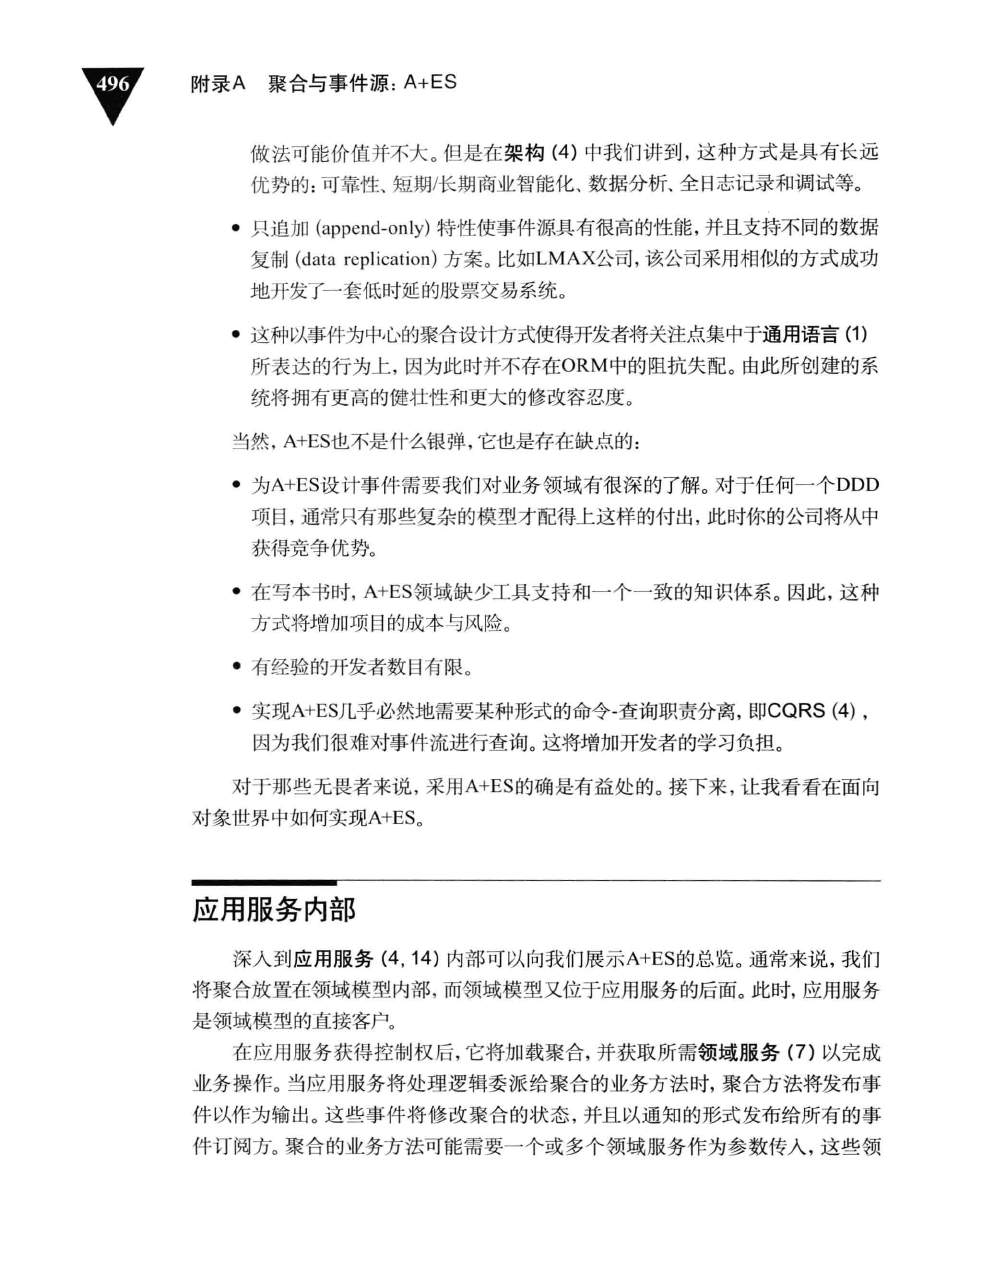 496
附录A 聚合与事件源：A+ES
做法可能价值并不大。但是在架构（4）中我们讲到，这种方式是具有长远
优势的：可靠性、短期/长期商业智能化、数据分析、全日志记录和调试等。
• 只追加（append-only）特性使事件源具有很高的性能，并且支持不同的数据
复制（data replication）方案。比如LMAX公司，该公司采用相似的方式成功
地开发了一套低时延的股票交易系统。
• 这种以事件为中心的聚合设计方式使得开发者将关注点集中于通用语言（1）
所表达的行为上，因为此时并不存在ORM中的阻抗失配。由此所创建的系
统将拥有更高的健壮性和更大的修改容忍度。
当然，A+ES也不是什么银弹，它也是存在缺点的：
• 为A+ES设计事件需要我们对业务领域有很深的了解。对于任何一个DDD
项目，通常只有那些复杂的模型才配得上这样的付出，此时你的公司将从中
获得竞争优势。
• 在写本书时，A+ES领域缺少工具支持和一个一致的知识体系。因此，这种
方式将增加项目的成本与风险。
• 有经验的开发者数目有限。
• 实现A+ES几乎必然地需要某种形式的命令-查询职责分离，即CQRS（4），
因为我们很难对事件流进行查询。这将增加开发者的学习负担。
对于那些无畏者来说，采用A+ES的确是有益处的。接下来，让我看看在面向
对象世界中如何实现A+ES。
应用服务内部
深入到应用服务（4，14）内部可以向我们展示A+ES的总览。通常来说，我们
将聚合放置在领域模型内部，而领域模型又位于应用服务的后面。此时，应用服务
是领域模型的直接客户。
在应用服务获得控制权后，它将加载聚合，并获取所需领域服务（7）以完成
业务操作。当应用服务将处理逻辑委派给聚合的业务方法时，聚合方法将发布事
件以作为输出。这些事件将修改聚合的状态，并且以通知的形式发布给所有的事
件订阅方。聚合的业务方法可能需要一个或多个领域服务作为参数传入，这些领